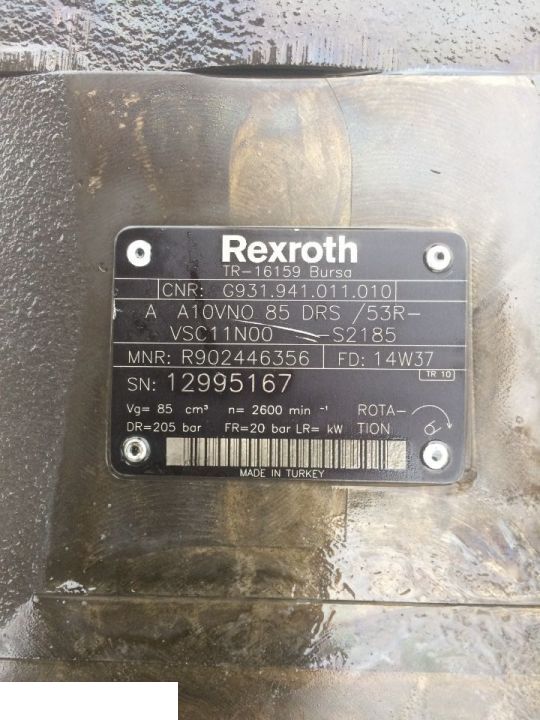 Rexroth
TR-16159 Bursa
CNR: G931.941.011.010
A A10VNO 85 DRS /53R-
VSC11N00 -S2185
MNR: R902446356 FD: 14W37
TR 10
SN: 12995167
Vg= 85 cm³ n= 2600 min -¹ ROTA-
DR=205 bar FR=20 bar LR= kW TION
MADE IN TURKEY